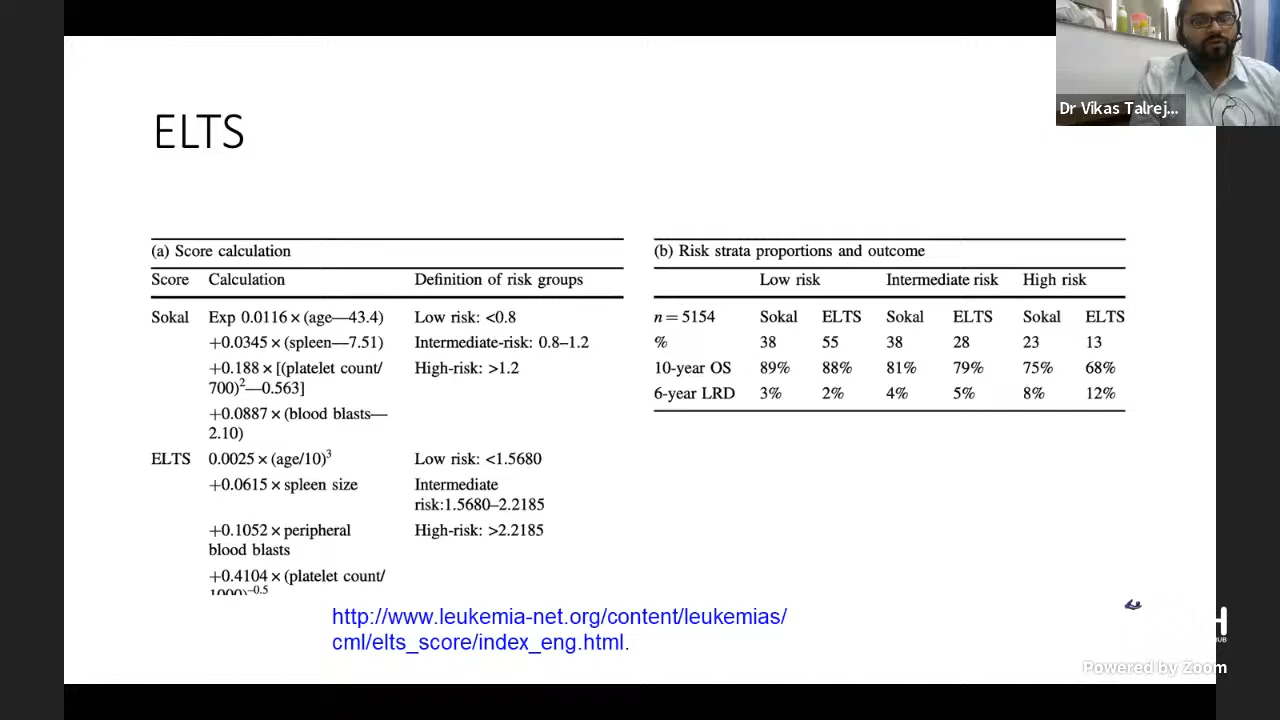 Dr Vikas Talrej...
ELTS
(a) Score calculation
Score Calculation Definition of risk groups
Sokal Exp 0.0116 × (age—43.4) Low risk: <0.8
+0.0345 × (spleen—7.51) Intermediate-risk: 0.8–1.2
+0.188 × [(platelet count/ High-risk: >1.2
700)²—0.563]
+0.0887 × (blood blasts—
2.10)
ELTS 0.0025 × (age/10)³ Low risk: <1.5680
+0.0615 × spleen size Intermediate
risk:1.5680–2.2185
+0.1052 × peripheral High-risk: >2.2185
blood blasts
+0.4104 × (platelet count/
1000)⁻⁰·⁵
(b) Risk strata proportions and outcome
Low risk Intermediate risk High risk
n = 5154 Sokal ELTS Sokal ELTS Sokal ELTS
% 38 55 38 28 23 13
10-year OS 89% 88% 81% 79% 75% 68%
6-year LRD 3% 2% 4% 5% 8% 12%
http://www.leukemia-net.org/content/leukemias/
cml/elts_score/index_eng.html.
Powered by Zoom